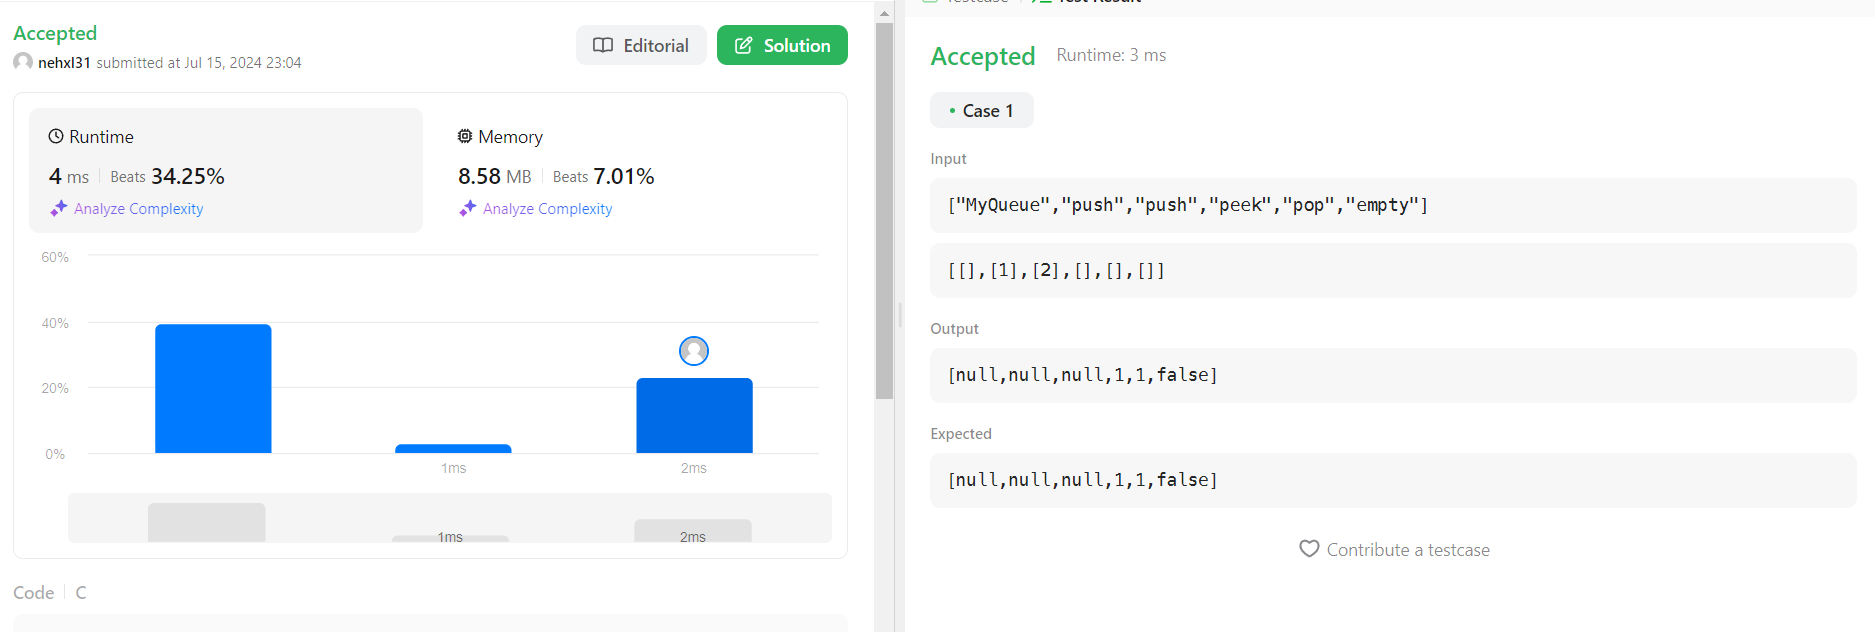 Accepted
nehxl31 submitted at Jul 15, 2024 23:04
Editorial
Solution
Runtime
4 ms Beats 34.25%
Analyze Complexity
Memory
8.58 MB Beats 7.01%
Analyze Complexity
60%
40%
20%
0%
1ms
2ms
1ms
2ms
Code C
Testcase Test Result
Accepted Runtime: 3 ms
• Case 1
Input
["MyQueue","push","push","peek","pop","empty"]
[[],[1],[2],[],[],[]]
Output
[null,null,null,1,1,false]
Expected
[null,null,null,1,1,false]
Contribute a testcase